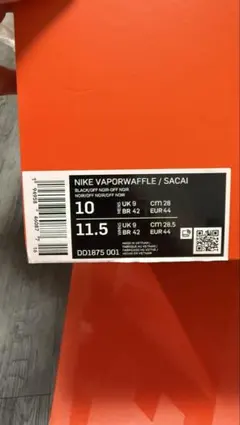 NIKE VAPORWAFFLE / SACAI
BLACK/OFF NOIR-OFF NOIR
NOIR/OFF NOIR/OFF NOIR
MENS 10 UK 9 BR 42 CM 28 EUR 44
11.5 UK 9 BR 42 CM 28.5 EUR 44
DD1875 001
MADE IN VIETNAM